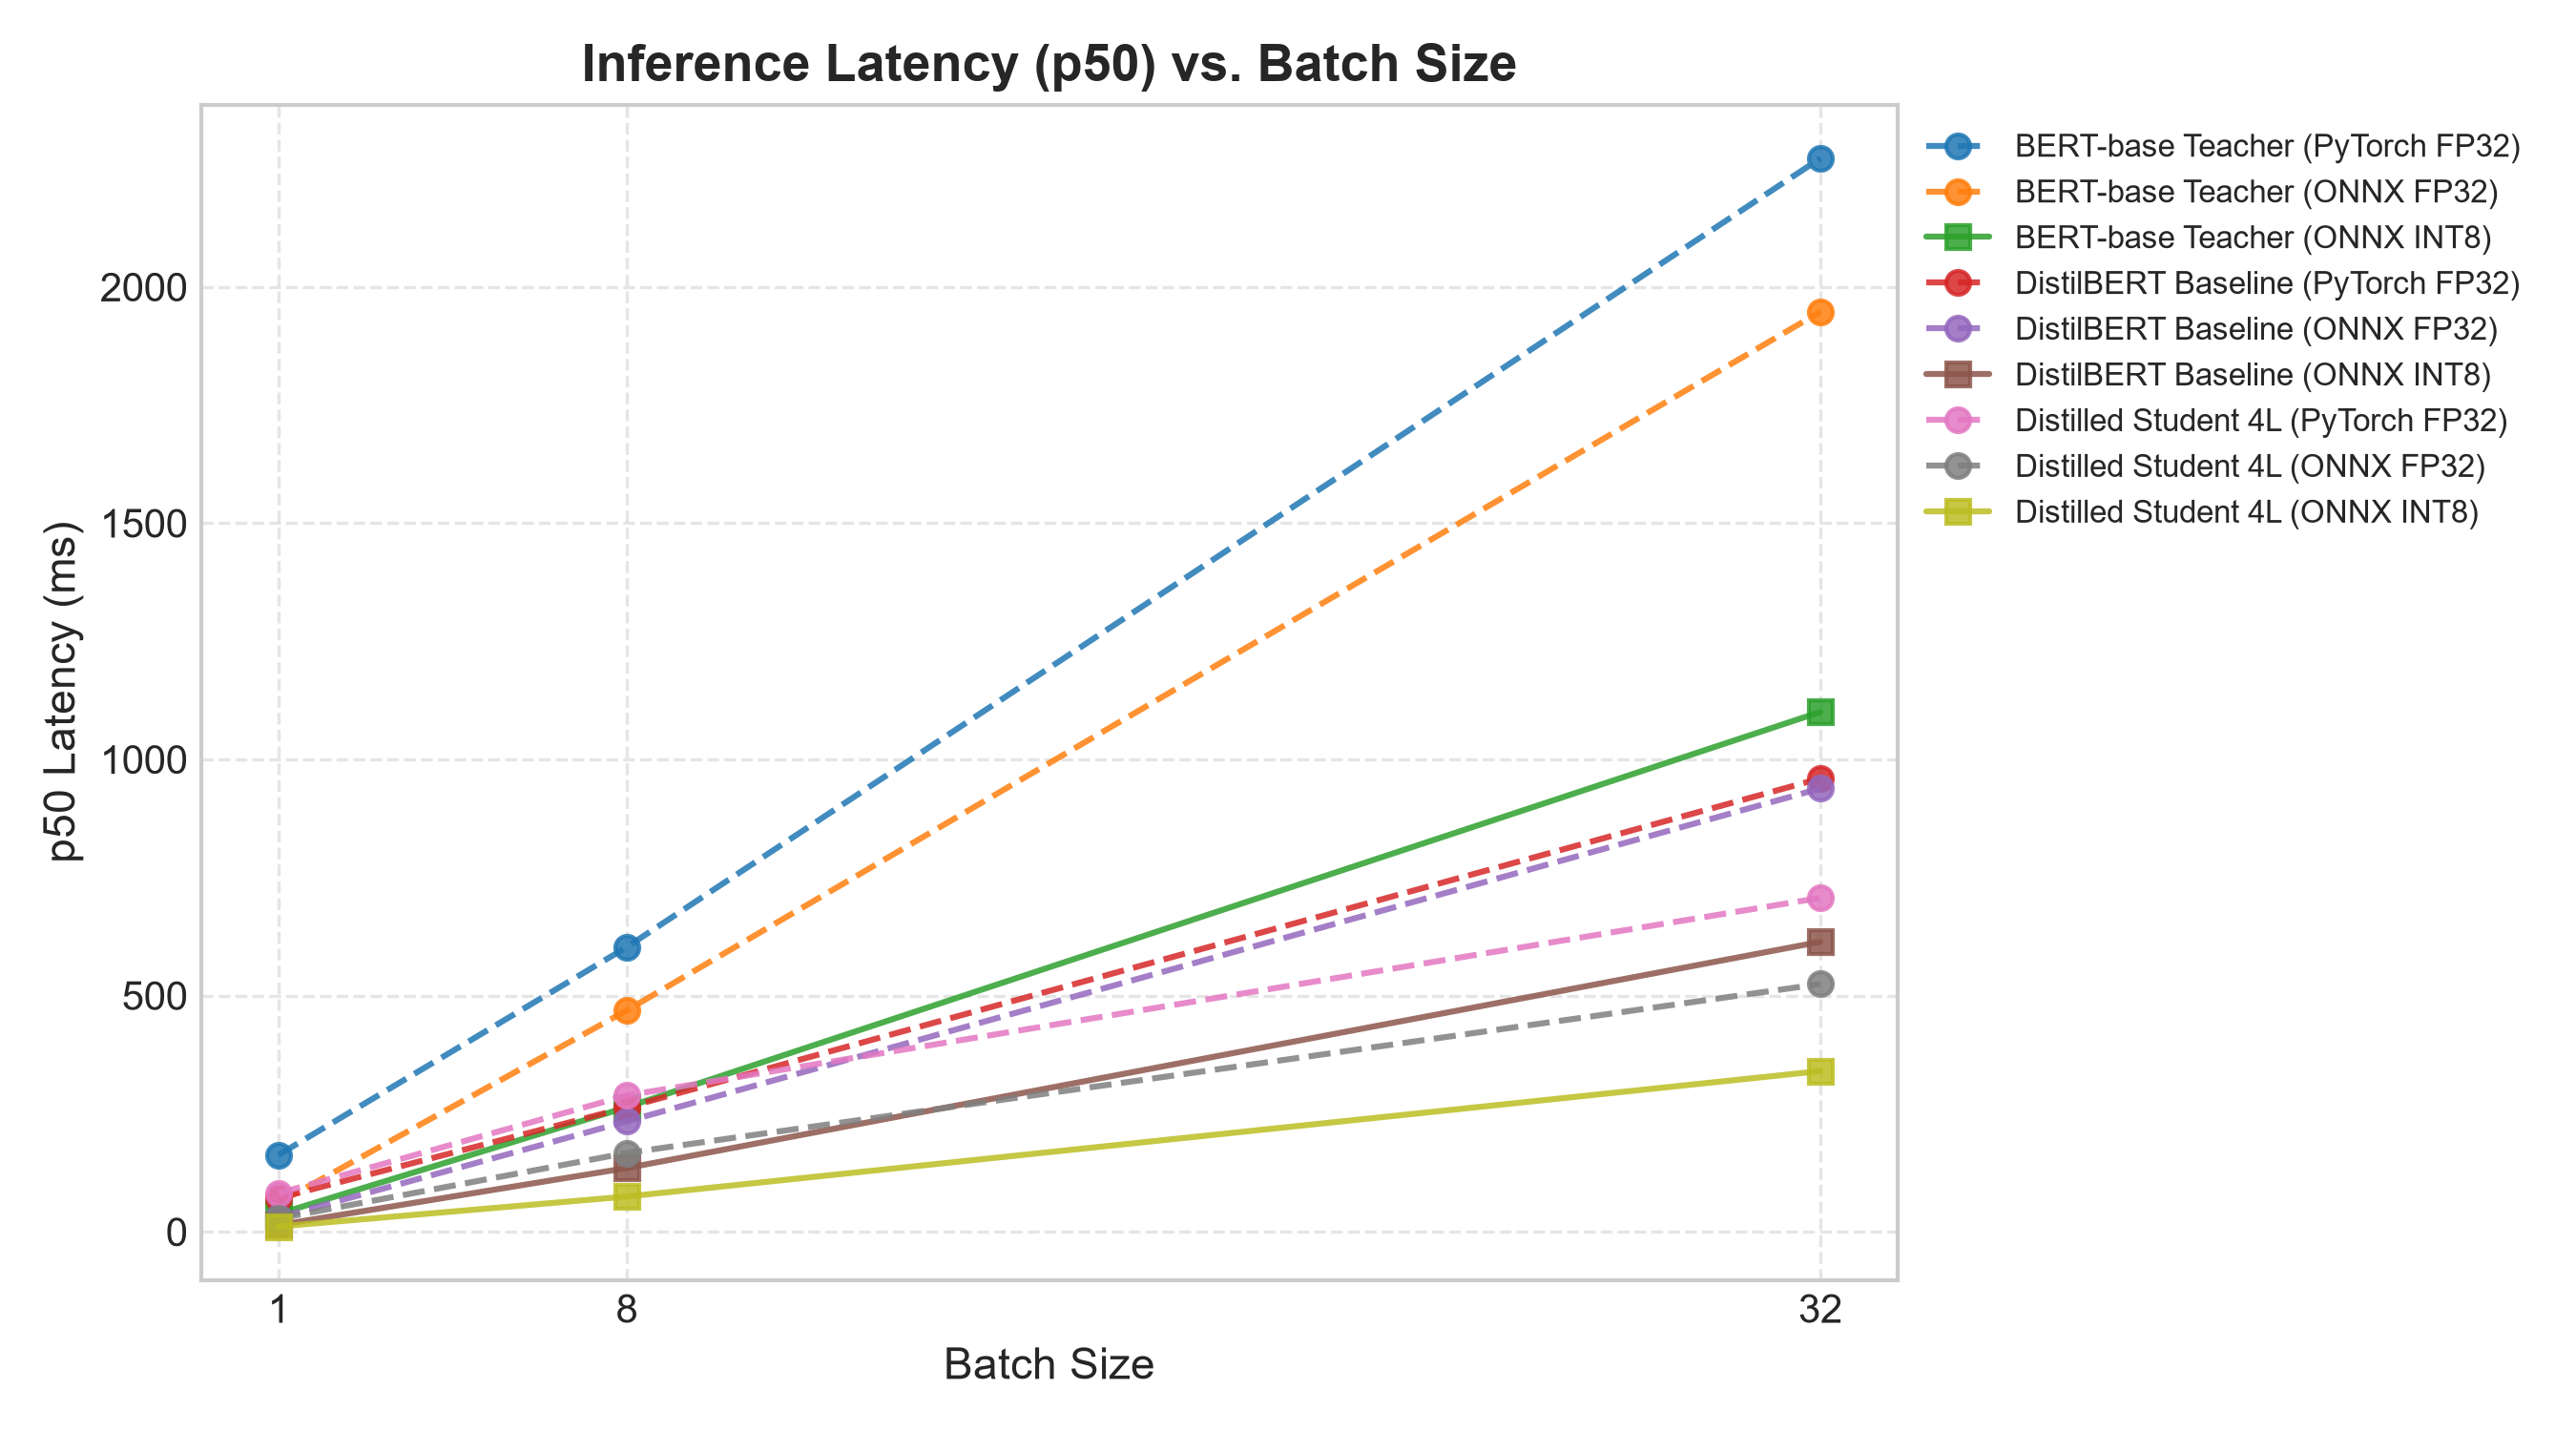 Inference Latency (p50) vs. Batch Size
BERT-base Teacher (PyTorch FP32)
BERT-base Teacher (ONNX FP32)
BERT-base Teacher (ONNX INT8)
DistilBERT Baseline (PyTorch FP32)
DistilBERT Baseline (ONNX FP32)
DistilBERT Baseline (ONNX INT8)
Distilled Student 4L (PyTorch FP32)
Distilled Student 4L (ONNX FP32)
Distilled Student 4L (ONNX INT8)
p50 Latency (ms)
2000
1500
1000
500
0
1 8 32
Batch Size